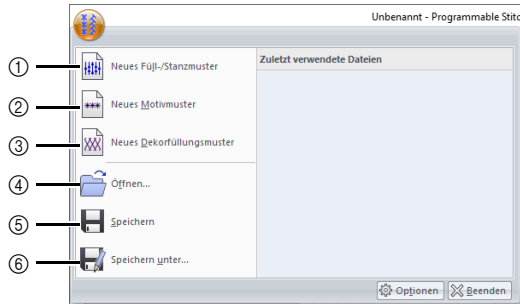 Unbenannt - Programmable
① Neues Füll-/Stanzmuster
Zuletzt verwendete Dateien
② Neues Motivmuster
③ Neues Dekorfüllungsmuster
④ Öffnen...
⑤ Speichern
⑥ Speichern unter...
Optionen
Beenden